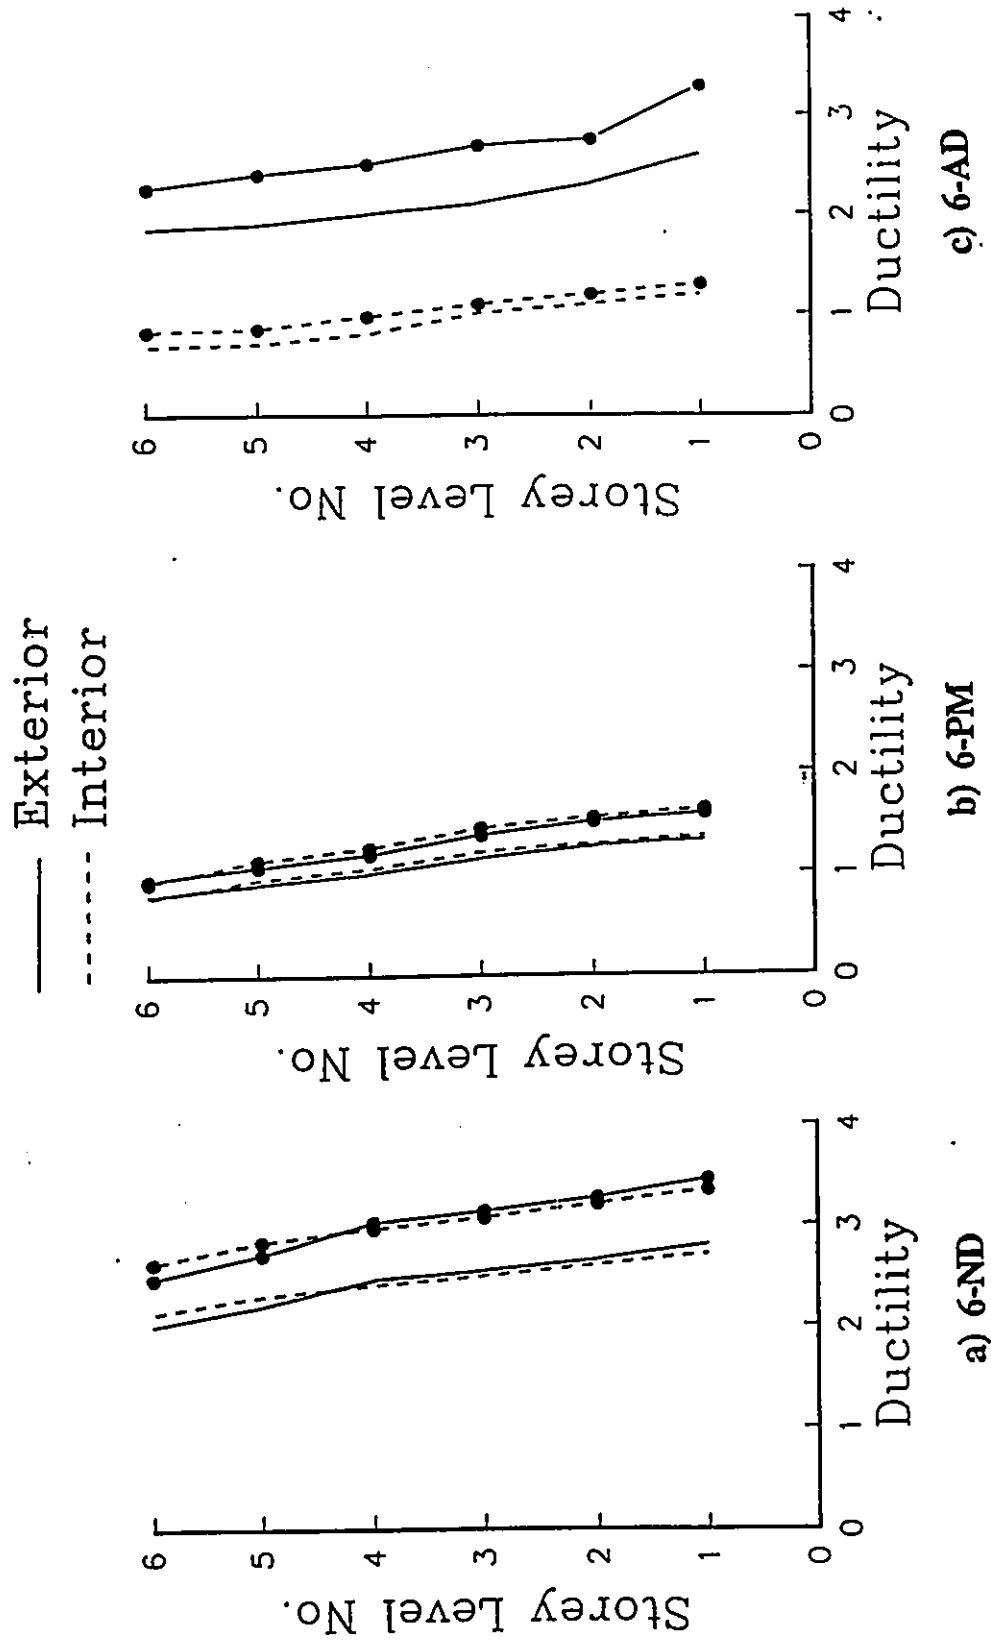 Exterior
Interior
Storey Level No.
6
5
4
3
2
1
0
0 1 2 3 4
Ductility
a) 6-ND
Storey Level No.
6
5
4
3
2
1
0
0 1 2 3 4
Ductility
b) 6-PM
Storey Level No.
6
5
4
3
2
1
0
0 1 2 3 4
Ductility
c) 6-AD